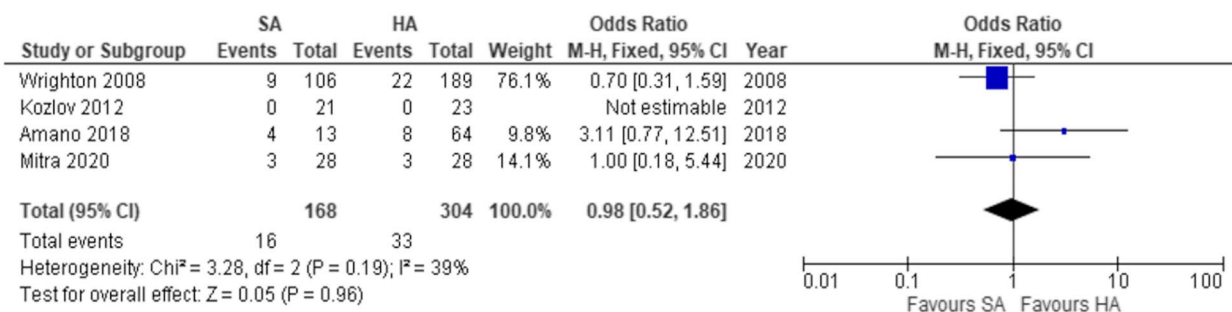 SA HA Odds Ratio Odds Ratio
Study or Subgroup Events Total Events Total Weight M-H, Fixed, 95% CI Year M-H, Fixed, 95% CI
Wrighton 2008 9 106 22 189 76.1% 0.70 [0.31, 1.59] 2008
Kozlov 2012 0 21 0 23 Not estimable 2012
Amano 2018 4 13 8 64 9.8% 3.11 [0.77, 12.51] 2018
Mitra 2020 3 28 3 28 14.1% 1.00 [0.18, 5.44] 2020
Total (95% CI) 168 304 100.0% 0.98 [0.52, 1.86]
Total events 16 33
Heterogeneity: Chi² = 3.28, df = 2 (P = 0.19); I² = 39%
Test for overall effect: Z = 0.05 (P = 0.96)
0.01 0.1 1 10 100
Favours SA Favours HA